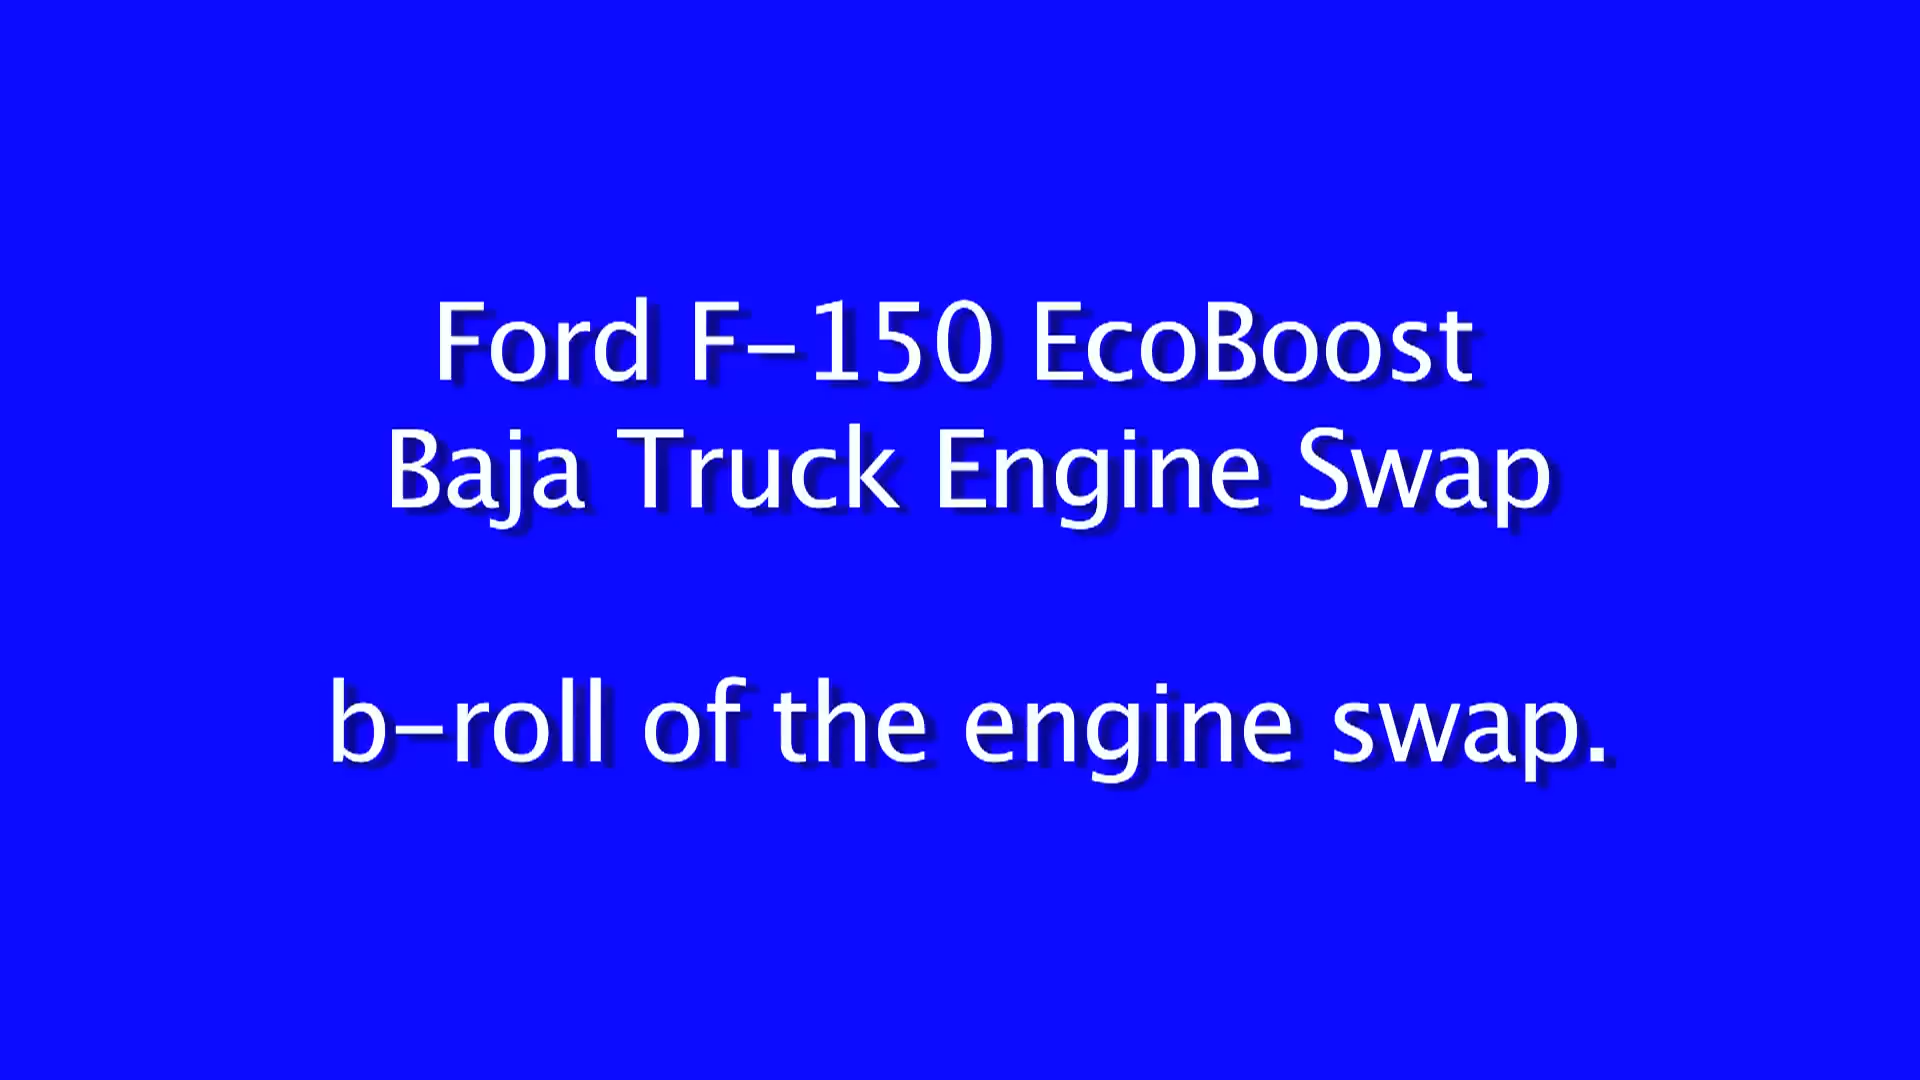 Ford F-150 EcoBoost
Baja Truck Engine Swap
b-roll of the engine swap.